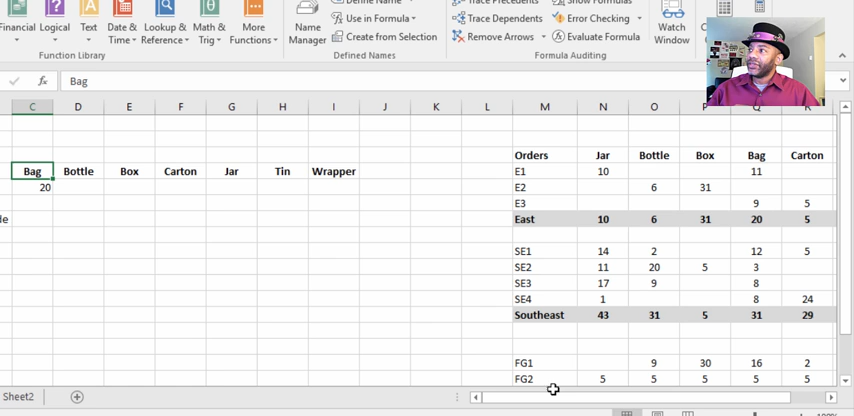 Define Name Trace Precedents Show Formulas
Financial Logical Text Date & Time Lookup & Reference Math & Trig More Functions Name Manager Use in Formula Trace Dependents Error Checking Watch Window
Create from Selection Remove Arrows Evaluate Formula
Function Library Defined Names Formula Auditing
fx Bag
C D E F G H I J K L M N O P Q R
Orders Jar Bottle Box Bag Carton
Bag Bottle Box Carton Jar Tin Wrapper E1 10 11
20 E2 6 31
E3 9 5
de East 10 6 31 20 5
SE1 14 2 12 5
SE2 11 20 5 3
SE3 17 9 8
SE4 1 8 24
Southeast 43 31 5 31 29
FG1 9 30 16 2
FG2 5 5 5 5 5
Sheet2